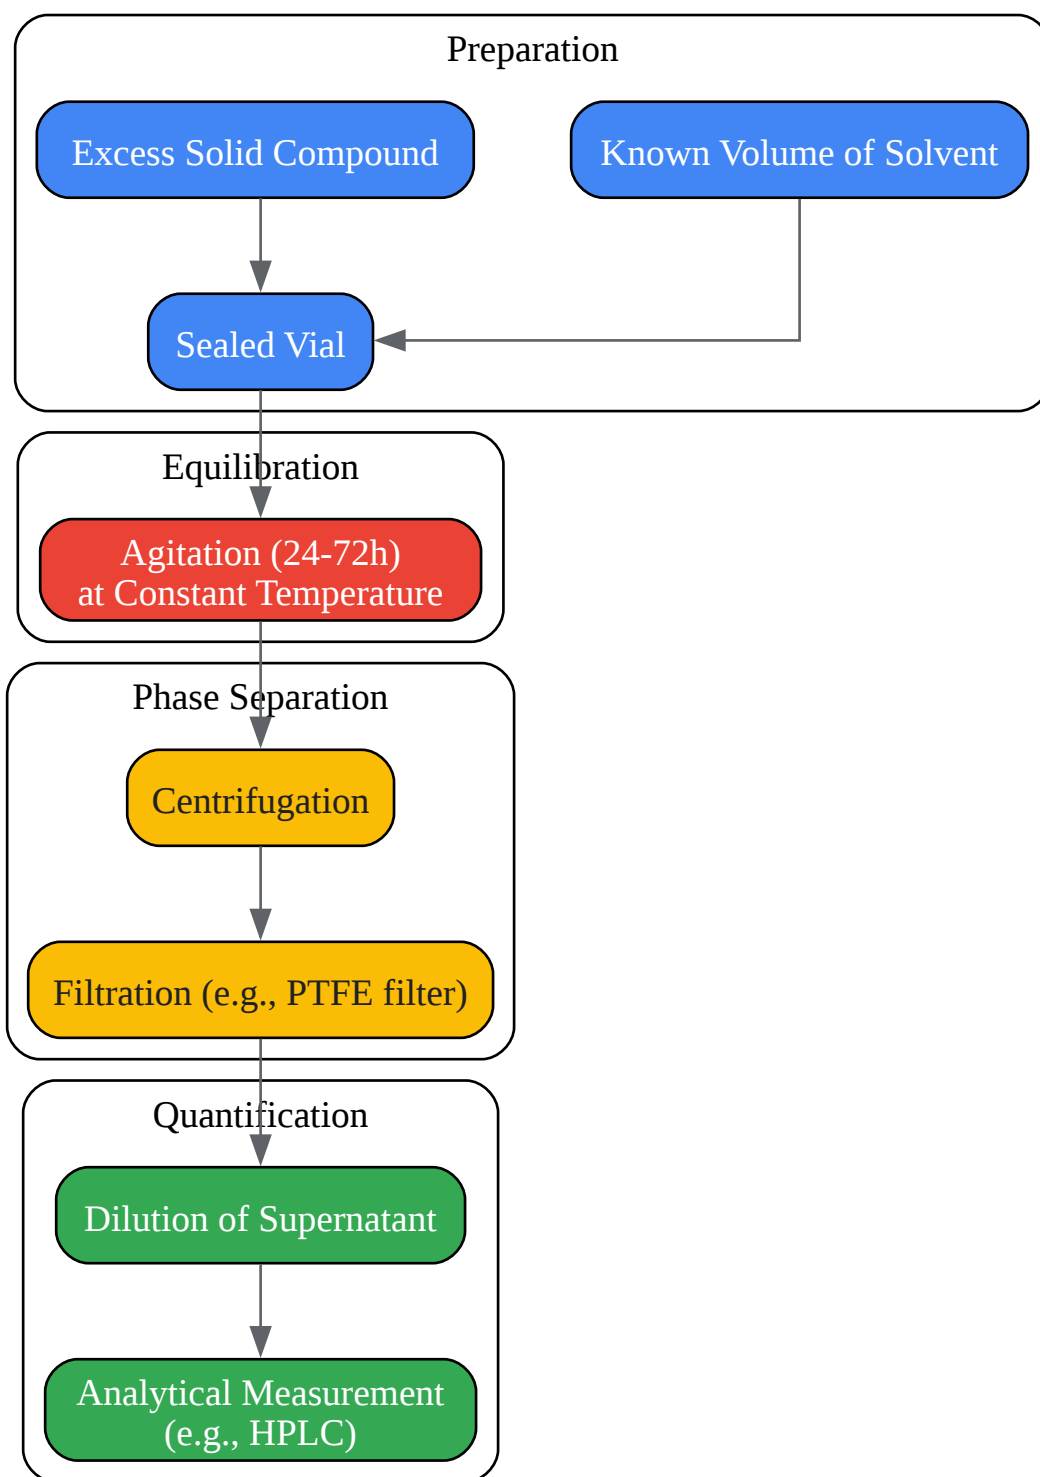 Preparation
Excess Solid Compound
Known Volume of Solvent
Sealed Vial
Equilibration
Agitation (24-72h)
at Constant Temperature
Phase Separation
Centrifugation
Filtration (e.g., PTFE filter)
Quantification
Dilution of Supernatant
Analytical Measurement
(e.g., HPLC)